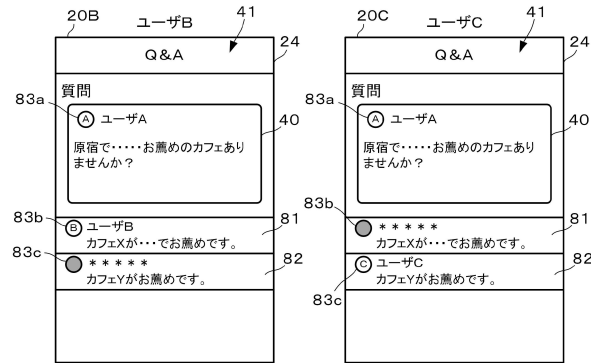 20B
ユーザB
41
Q&A
24
質問
83a
A
ユーザA
40
原宿で・・・・・お薦めのカフェあり
ませんか？
83b
B
ユーザB
81
カフェXが・・・でお薦めです。
83c
＊＊＊＊＊
82
カフェYがお薦めです。
20C
ユーザC
41
Q&A
24
質問
83a
A
ユーザA
40
原宿で・・・・・お薦めのカフェあり
ませんか？
83b
＊＊＊＊＊
81
カフェXが・・・でお薦めです。
C
ユーザC
82
カフェYがお薦めです。
83c